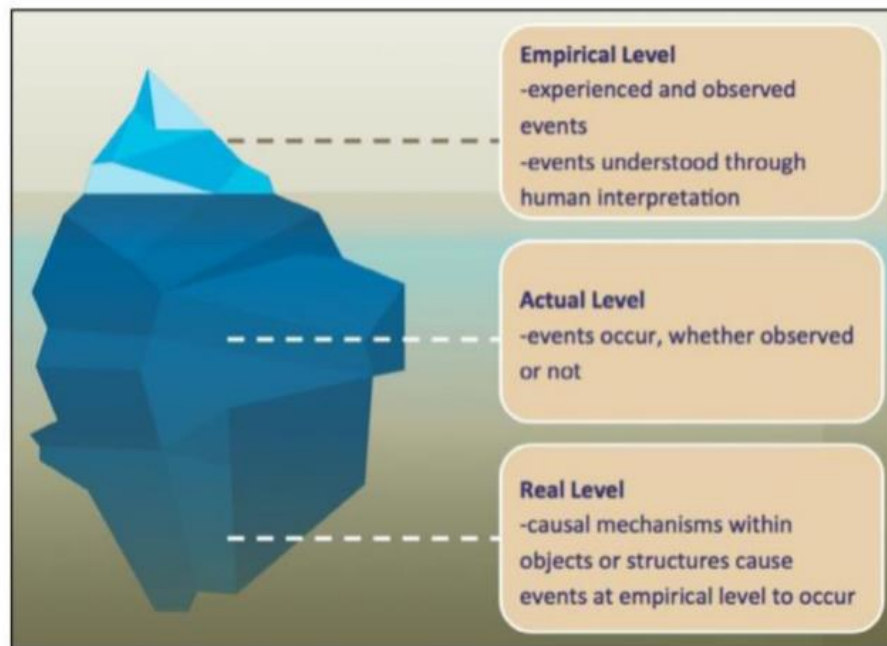 Empirical Level
-experienced and observed
events
-events understood through
human interpretation
Actual Level
-events occur, whether observed
or not
Real Level
-causal mechanisms within
objects or structures cause
events at empirical level to occur